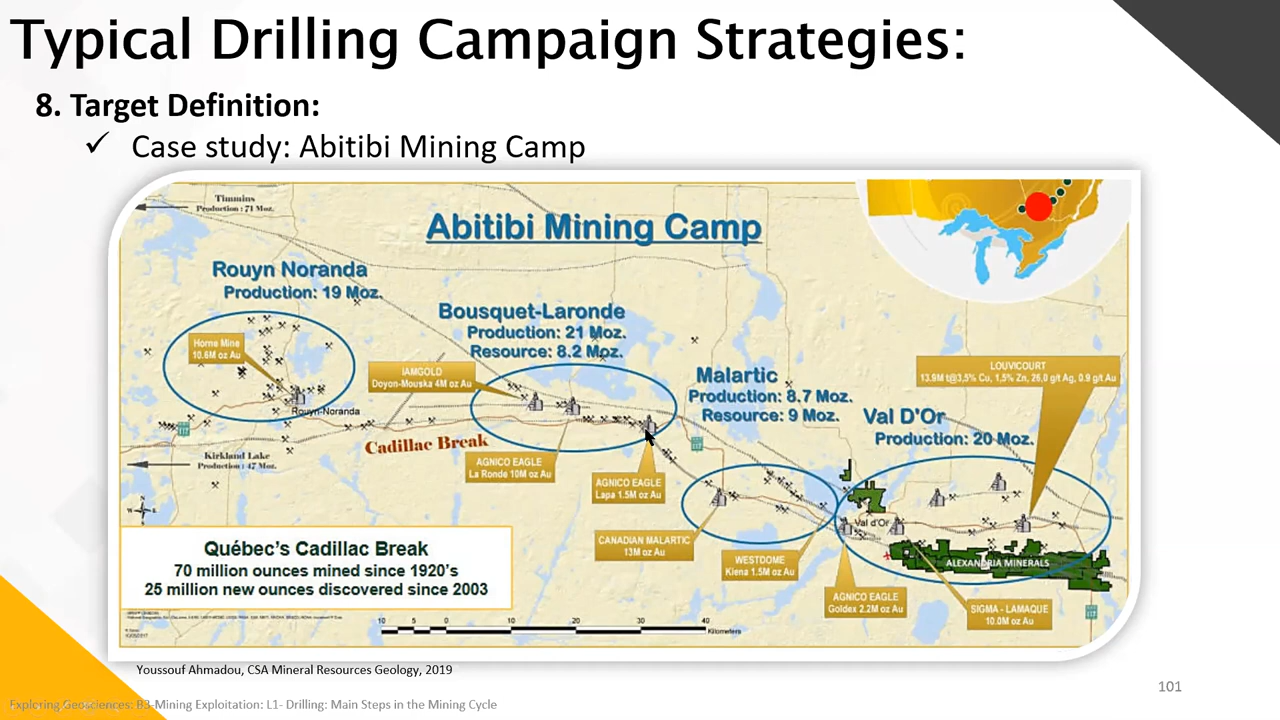 Typical Drilling Campaign Strategies:
8. Target Definition:
✓ Case study: Abitibi Mining Camp
Timmins
Production : 71 Moz.
Abitibi Mining Camp
Rouyn Noranda
Production: 19 Moz.
Bousquet-Laronde
Production: 21 Moz.
Resource: 8.2 Moz.
Horne Mine
10.6M oz Au
IAMGOLD
Doyon-Mouska 4M oz Au
LOUVICOURT
13.9M t@3,5% Cu, 1,5% Zn, 26,0 g/t Ag, 0.9 g/t Au
Malartic
Production: 8.7 Moz.
Resource: 9 Moz.
Val D'Or
Production: 20 Moz.
Rouyn-Noranda
117
Cadillac Break
117
Kirkland Lake
Production : 47 Moz.
AGNICO EAGLE
La Ronde 10M oz Au
AGNICO EAGLE
Lapa 1.5M oz Au
Val d'Or
CANADIAN MALARTIC
13M oz Au
WESTDOME
Kiena 1.5M oz Au
ALEXANDRIA MINERALS
AGNICO EAGLE
Goldex 2.2M oz Au
SIGMA - LAMAQUE
10.0M oz Au
117
N
W
E
S
Québec's Cadillac Break
70 million ounces mined since 1920's
25 million new ounces discovered since 2003
10 5 0 10 20 30 40
Kilometers
Youssouf Ahmadou, CSA Mineral Resources Geology, 2019
101
Exploring Geosciences: B3-Mining Exploitation: L1- Drilling: Main Steps in the Mining Cycle